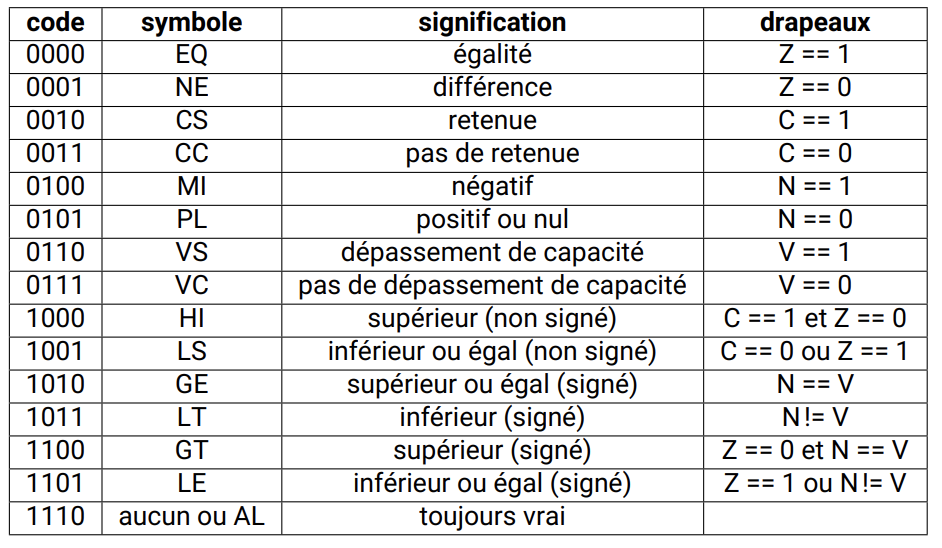 code symbole signification drapeaux
0000 EQ égalité Z == 1
0001 NE différence Z == 0
0010 CS retenue C == 1
0011 CC pas de retenue C == 0
0100 MI négatif N == 1
0101 PL positif ou nul N == 0
0110 VS dépassement de capacité V == 1
0111 VC pas de dépassement de capacité V == 0
1000 HI supérieur (non signé) C == 1 et Z == 0
1001 LS inférieur ou égal (non signé) C == 0 ou Z == 1
1010 GE supérieur ou égal (signé) N == V
1011 LT inférieur (signé) N != V
1100 GT supérieur (signé) Z == 0 et N == V
1101 LE inférieur ou égal (signé) Z == 1 ou N != V
1110 aucun ou AL toujours vrai